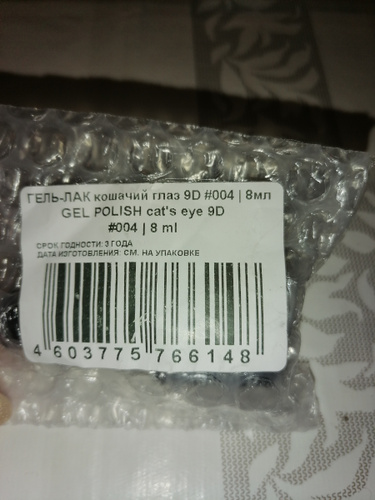 ГЕЛЬ-ЛАК кошачий глаз 9D #004 | 8мл
GEL POLISH cat's eye 9D
#004 | 8 ml
СРОК ГОДНОСТИ: 3 ГОДА
ДАТА ИЗГОТОВЛЕНИЯ СМ. НА УПАКОВКЕ
4 603775 766148